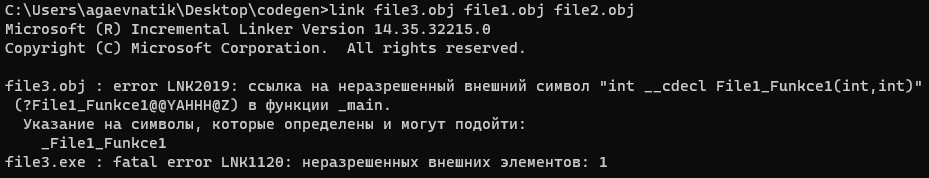 C:\Users\agaevnatik\Desktop\codegen>link file3.obj file1.obj file2.obj
Microsoft (R) Incremental Linker Version 14.35.32215.0
Copyright (C) Microsoft Corporation.  All rights reserved.

file3.obj : error LNK2019: ссылка на неразрешенный внешний символ "int __cdecl File1_Funkce1(int,int)"
 (?File1_Funkce1@@YAHHH@Z) в функции _main.
  Указание на символы, которые определены и могут подойти:
    _File1_Funkce1
file3.exe : fatal error LNK1120: неразрешенных внешних элементов: 1